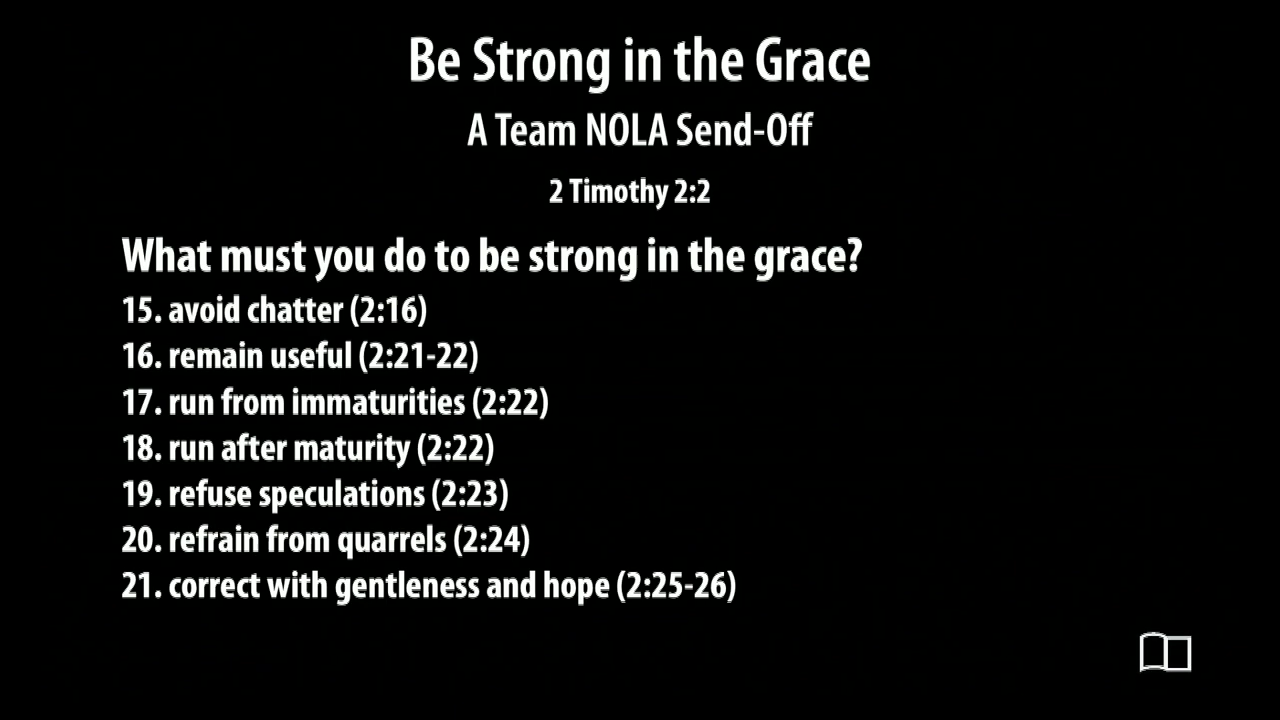 Be Strong in the Grace
A Team NOLA Send-Off
2 Timothy 2:2
What must you do to be strong in the grace?
15. avoid chatter (2:16)
16. remain useful (2:21-22)
17. run from immaturities (2:22)
18. run after maturity (2:22)
19. refuse speculations (2:23)
20. refrain from quarrels (2:24)
21. correct with gentleness and hope (2:25-26)